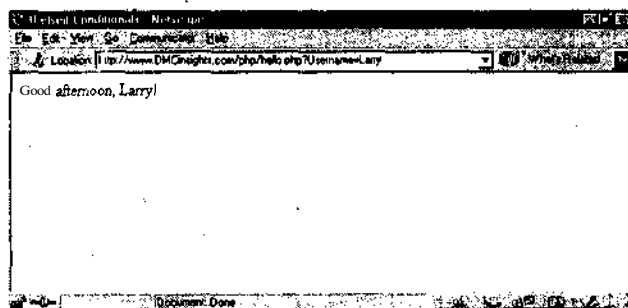 Elseif Conditionals - Netscape
File Edit View Go Communicator Help
Location: http://www.DMCinsights.com/php/hello.php?Username=Larry What's Related
Good afternoon, Larry!
Document: Done